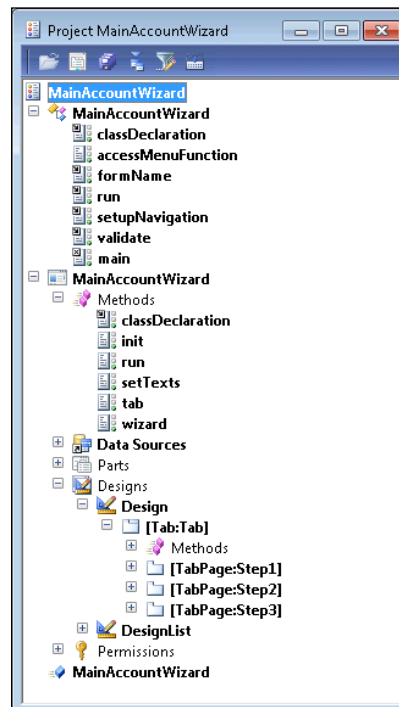 Project MainAccountWizard
MainAccountWizard
MainAccountWizard
classDeclaration
accessMenuFunction
formName
run
setupNavigation
validate
main
MainAccountWizard
Methods
classDeclaration
init
run
setTexts
tab
wizard
Data Sources
Parts
Designs
Design
[Tab:Tab]
Methods
[TabPage:Step1]
[TabPage:Step2]
[TabPage:Step3]
DesignList
Permissions
MainAccountWizard